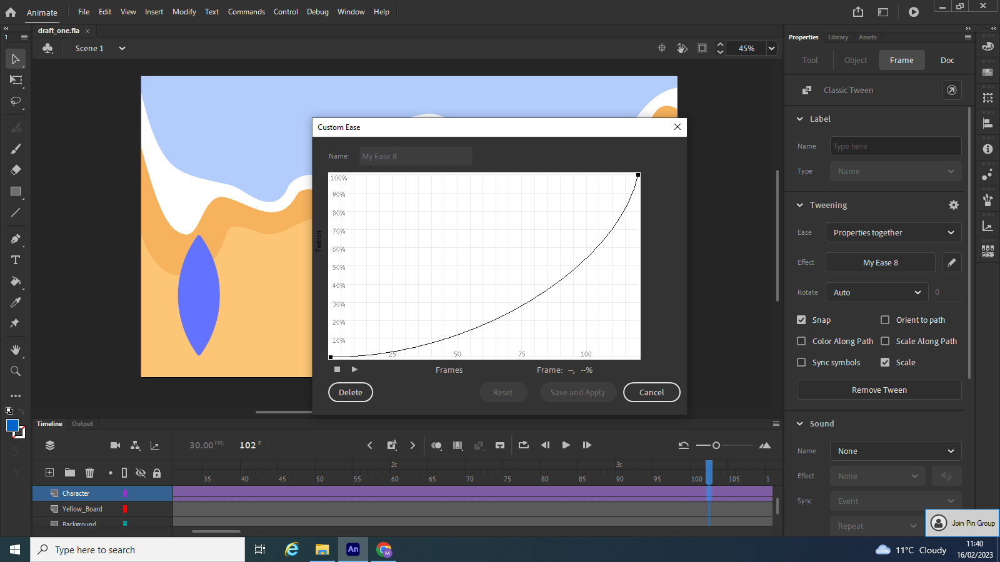 Animate
File Edit View Insert Modify Text Commands Control Debug Window Help
draft_one.fla
Scene 1
45%
Custom Ease
Name: My Ease 8
100%
90%
80%
70%
60%
50%
40%
30%
20%
10%
Tween
25 50 75 100
Frames Frame: --, --%
Delete Reset Save and Apply Cancel
Properties Library Assets
Tool Object Frame Doc
Classic Tween
Label
Name Type here
Type Name
Tweening
Ease Properties together
Effect My Ease 8
Rotate Auto 0
Snap Orient to path
Color Along Path Scale Along Path
Sync symbols Scale
Remove Tween
Sound
Name None
Effect None
Sync Event
Repeat
Join Pin Group
Timeline Output
30.00 FPS 102 F
2s 3s
35 40 45 50 55 60 65 70 75 80 85 90 95 100 105 1
Character
Yellow_Board
Background
Type here to search
An
M
11°C Cloudy
11:40
16/02/2023